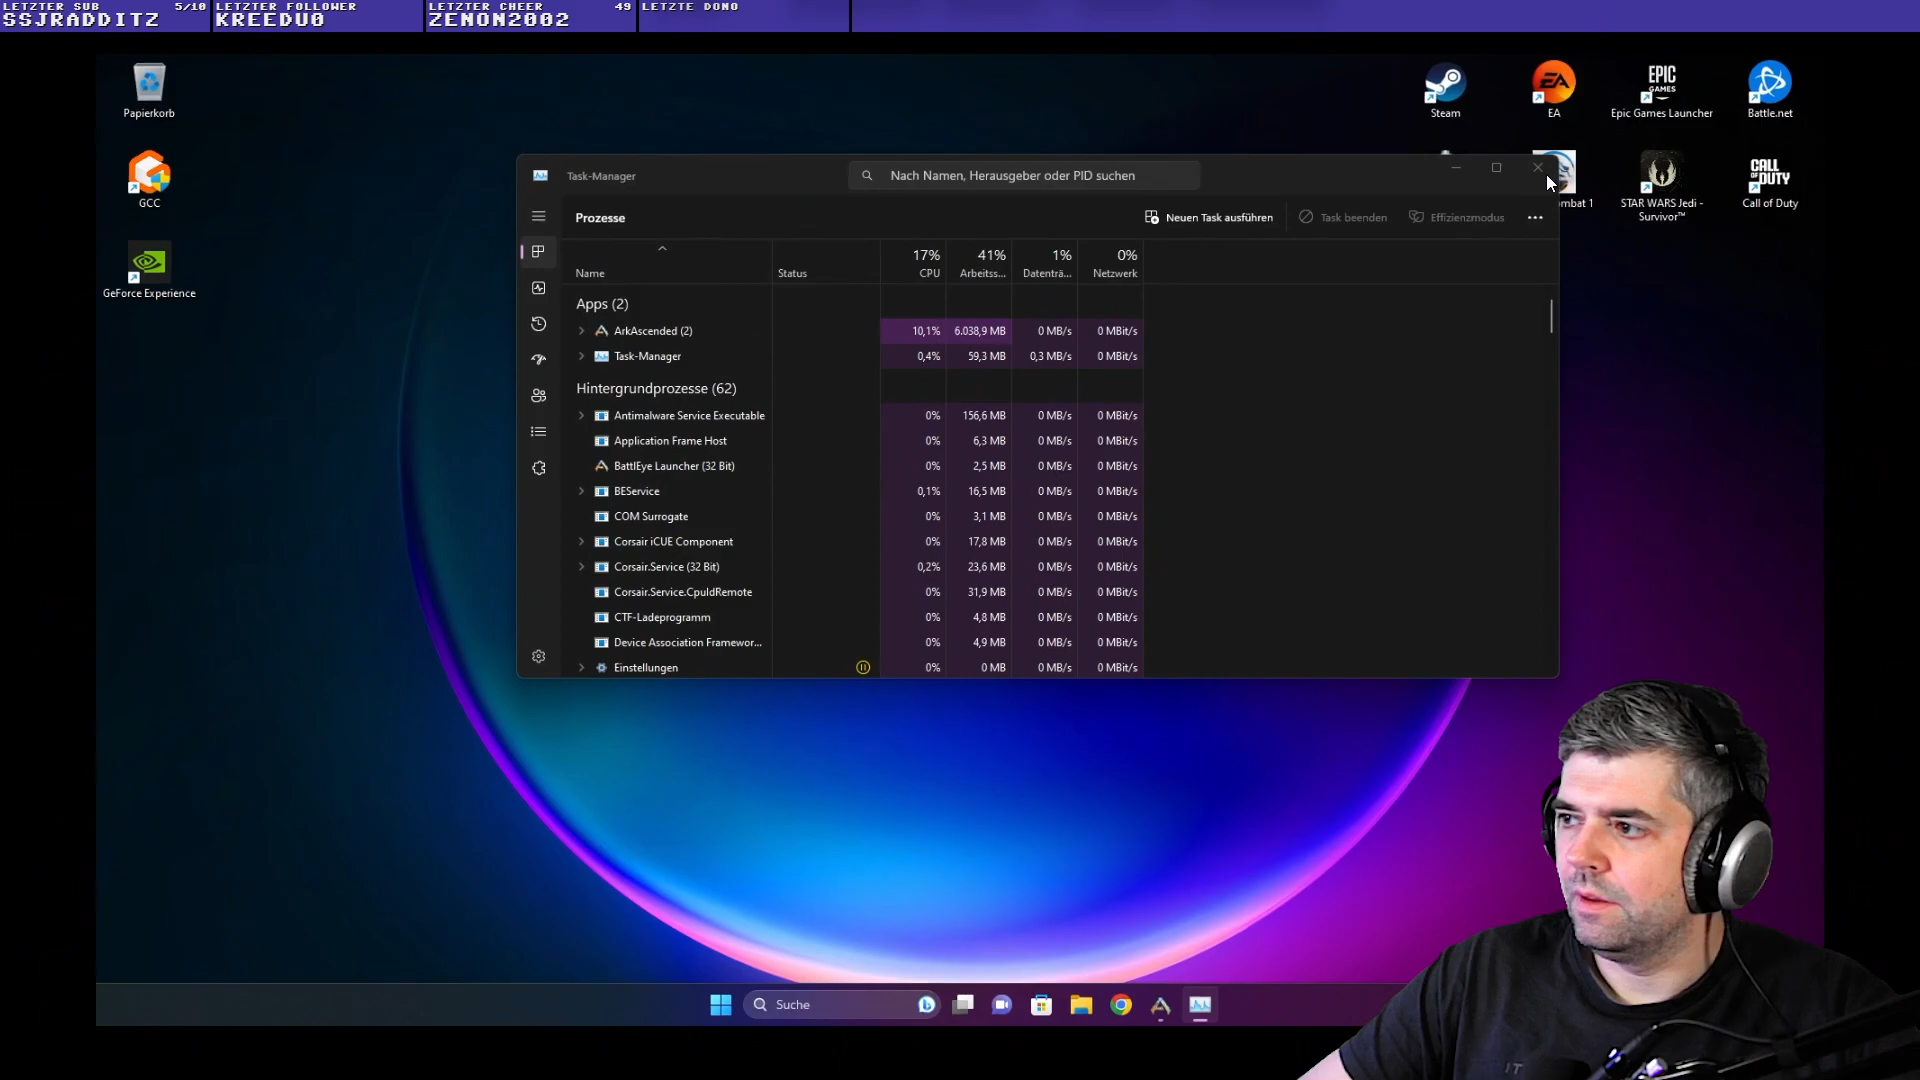 LETZTER SUB 5/10
SSJRADDITZ
LETZTER FOLLOWER
KREEDU0
LETZTER CHEER 49
ZENON2002
LETZTE DONO
Papierkorb
GCC
GeForce Experience
Steam
EA
EPIC GAMES
Epic Games Launcher
Battle.net
ombat 1
STAR WARS Jedi -
Survivor™
CALL OF DUTY
Call of Duty
Task-Manager
Nach Namen, Herausgeber oder PID suchen
Prozesse
Neuen Task ausführen
Task beenden
Effizienzmodus
17% 41% 1% 0%
Name Status CPU Arbeitss... Datenträ... Netzwerk
Apps (2)
ArkAscended (2) 10,1% 6.038,9 MB 0 MB/s 0 MBit/s
Task-Manager 0,4% 59,3 MB 0,3 MB/s 0 MBit/s
Hintergrundprozesse (62)
Antimalware Service Executable 0% 156,6 MB 0 MB/s 0 MBit/s
Application Frame Host 0% 6,3 MB 0 MB/s 0 MBit/s
BattlEye Launcher (32 Bit) 0% 2,5 MB 0 MB/s 0 MBit/s
BEService 0,1% 16,5 MB 0 MB/s 0 MBit/s
COM Surrogate 0% 3,1 MB 0 MB/s 0 MBit/s
Corsair iCUE Component 0% 17,8 MB 0 MB/s 0 MBit/s
Corsair.Service (32 Bit) 0,2% 23,6 MB 0 MB/s 0 MBit/s
Corsair.Service.CpuIdRemote 0% 31,9 MB 0 MB/s 0 MBit/s
CTF-Ladeprogramm 0% 4,8 MB 0 MB/s 0 MBit/s
Device Association Framewor... 0% 4,9 MB 0 MB/s 0 MBit/s
Einstellungen 0% 0 MB 0 MB/s 0 MBit/s
Suche